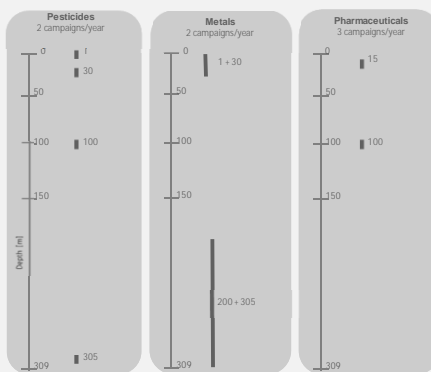 Pesticides
2 campaigns/year
0
1
30
50
100
100
150
Depth [m]
305
309
Metals
2 campaigns/year
0
1 + 30
50
100
150
200 + 305
309
Pharmaceuticals
3 campaigns/year
0
15
50
100
100
150
309